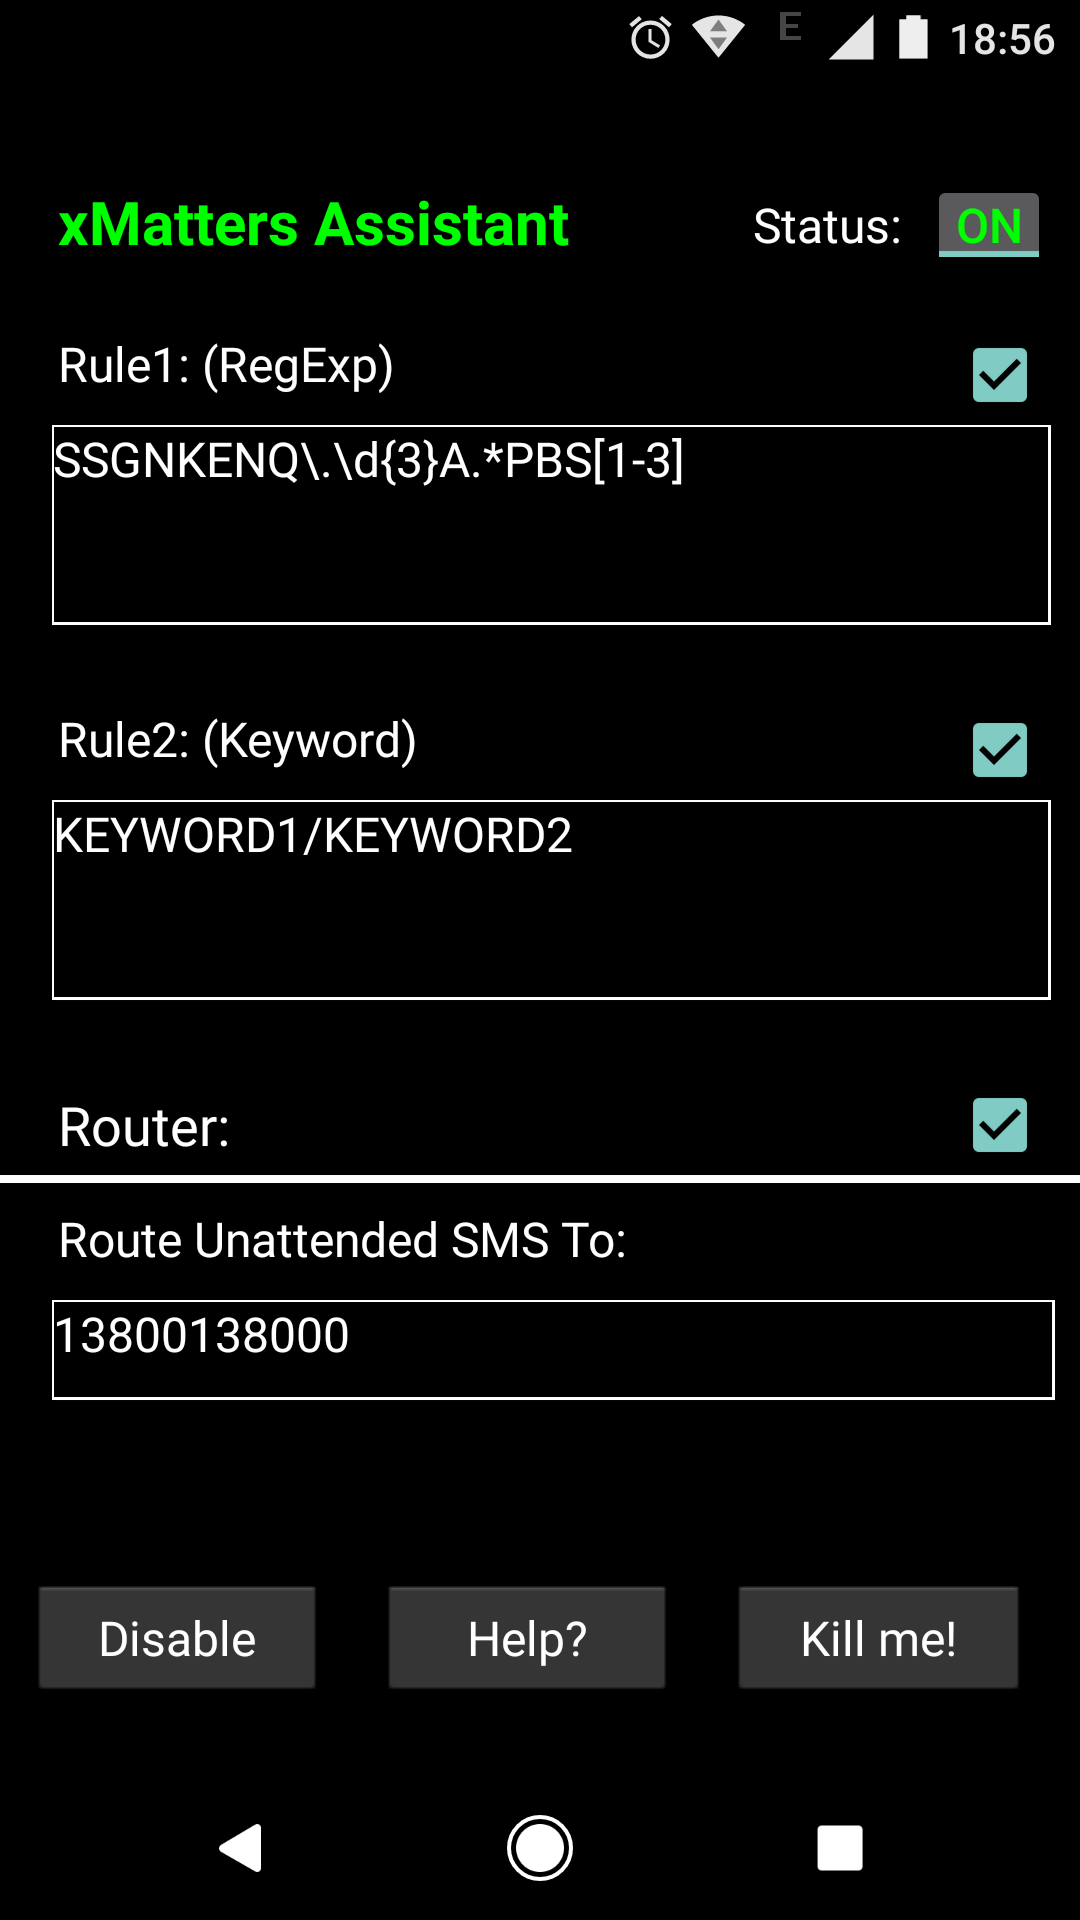 E 18:56
xMatters Assistant Status: ON
Rule1: (RegExp)
SSGNKENQ\.\d{3}A.*PBS[1-3]
Rule2: (Keyword)
KEYWORD1/KEYWORD2
Router:
Route Unattended SMS To:
13800138000
Disable Help? Kill me!